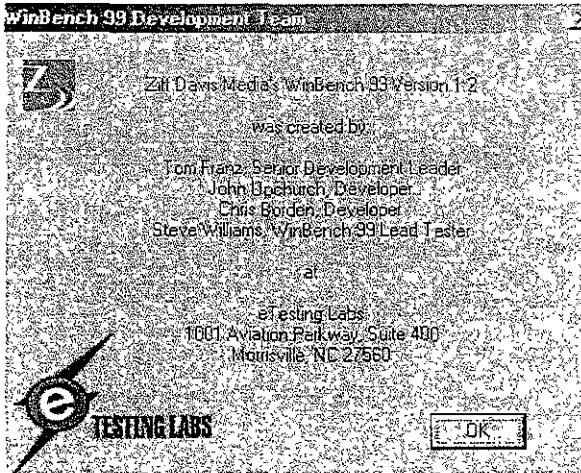 WinBench 99 Development Team
Z
Ziff Davis Media's WinBench 99 Version 1.2
was created by:
Tom Franz, Senior Development Leader
John Upchurch, Developer
Chris Borden, Developer
Steve Williams, WinBench 99 Lead Tester
at
eTesting Labs
1001 Aviation Parkway, Suite 400
Morrisville, NC 27560
e TESTING LABS
OK